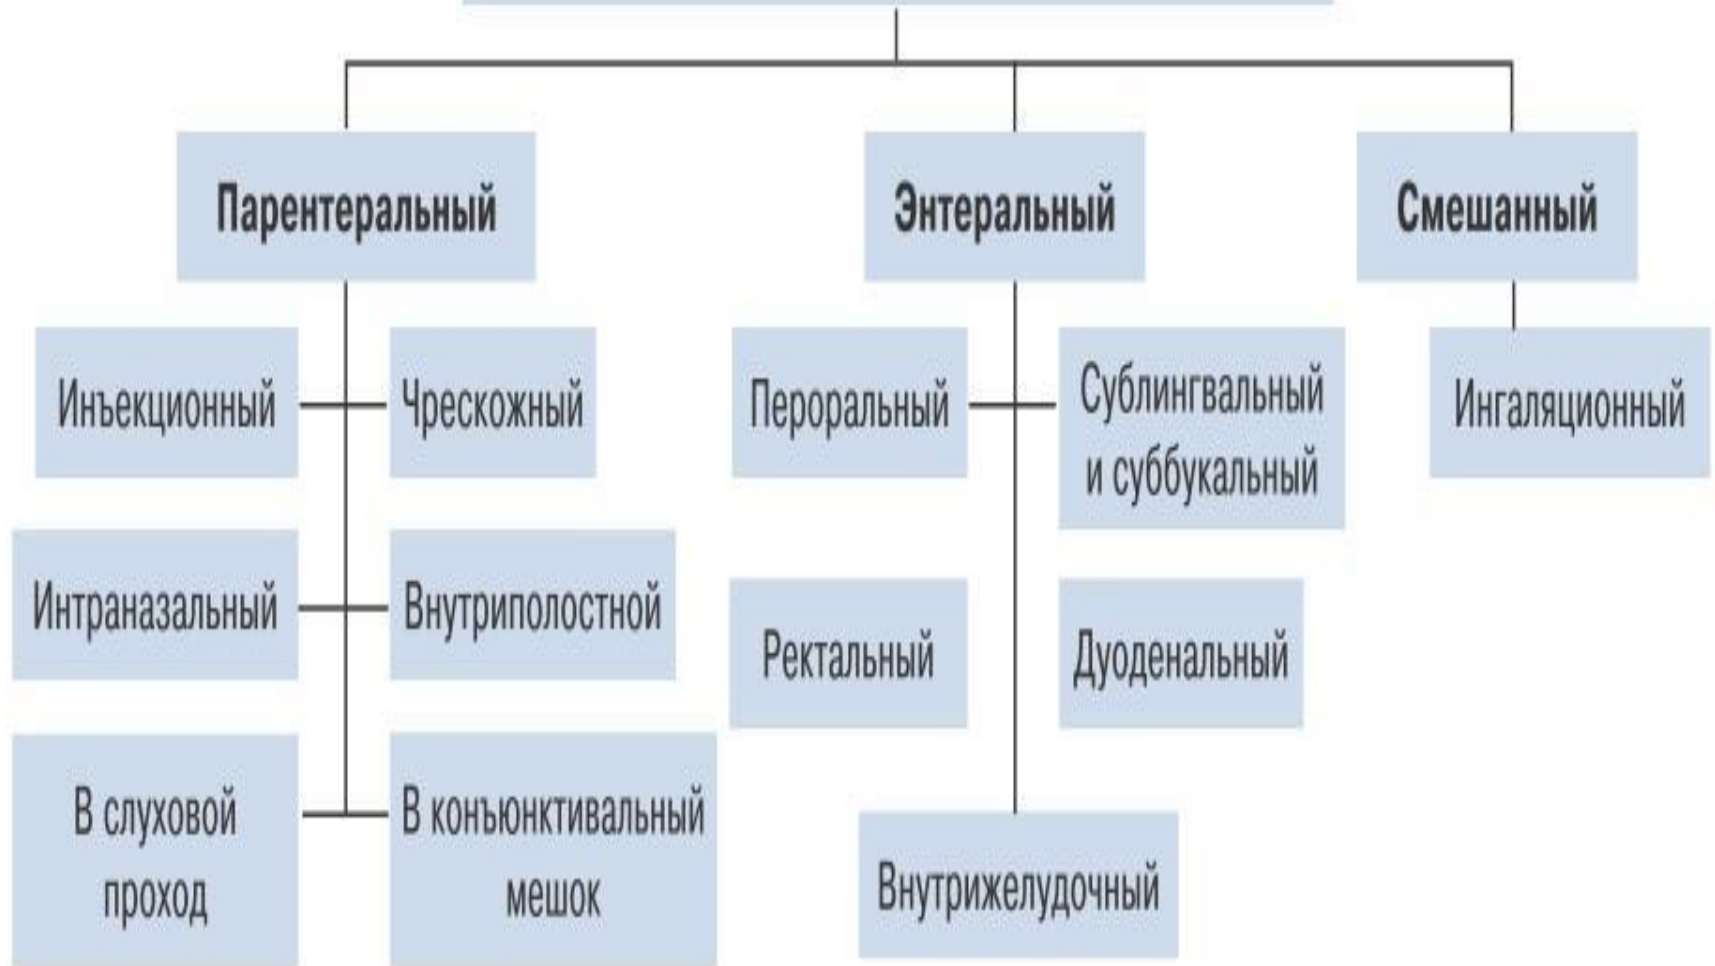 Парентеральный
Энтеральный
Смешанный
Инъекционный
Чрескожный
Пероральный
Сублингвальный
и суббукальный
Ингаляционный
Интраназальный
Внутриполостной
Ректальный
Дуоденальный
В слуховой
проход
В конъюнктивальный
мешок
Внутрижелудочный